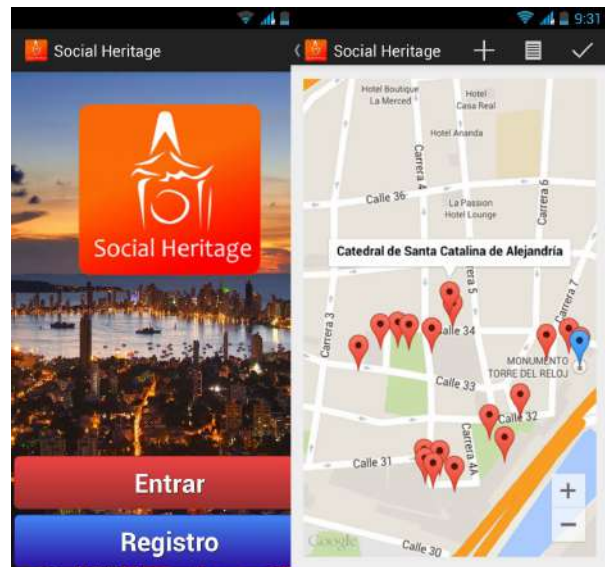 Social Heritage
Social Heritage
Entrar
Registro
9:31
Social Heritage
Hotel Boutique
La Merced
Hotel
Casa Real
Hotel Ananda
Carrera 4
Carrera 6
Calle 36
La Passion
Hotel Lounge
Catedral de Santa Catalina de Alejandría
Carrera 3
era 5
Carrera 7
alle 34
MONUMENTO
TORRE DEL RELOJ
Calle 33
Calle 32
Carrera 4A
Calle 31
+
−
Google
Calle 30